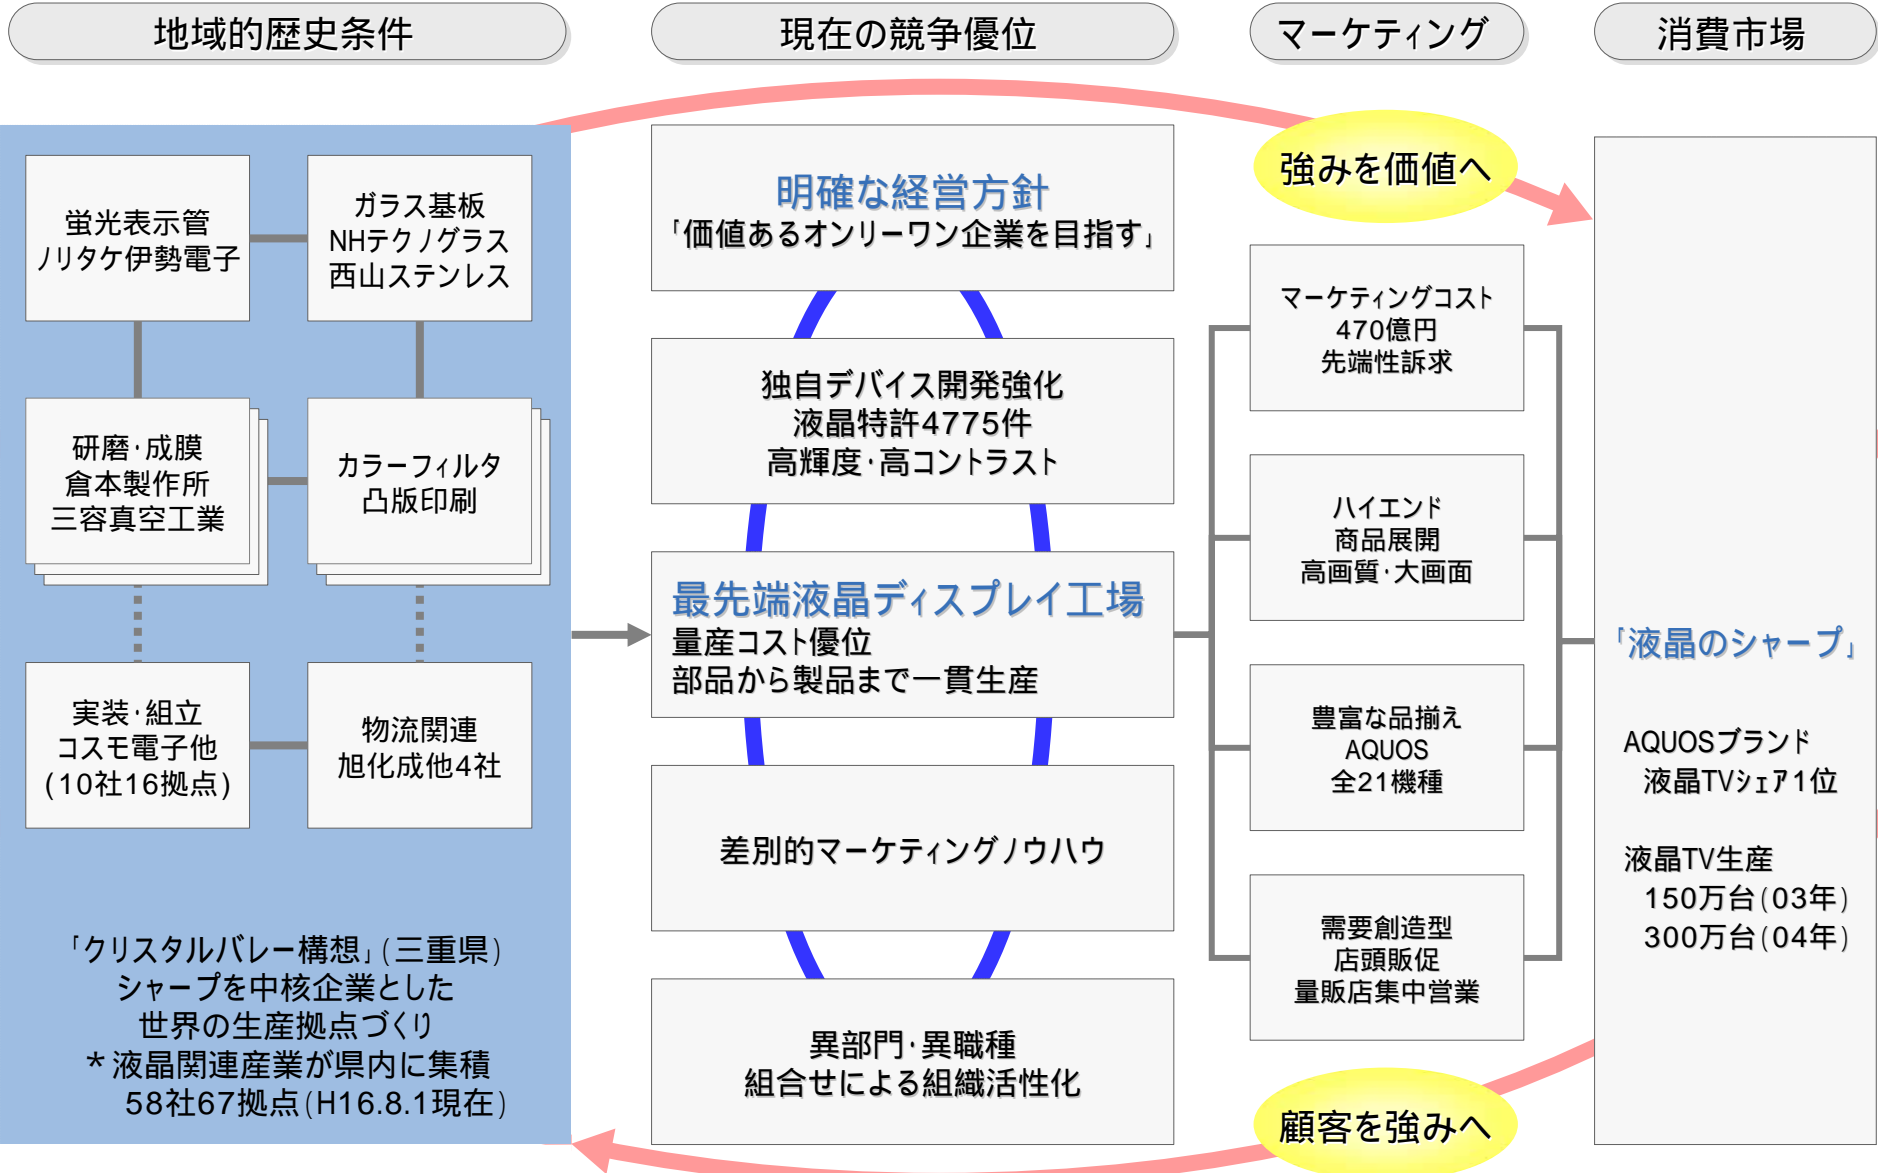 地域的歴史条件
現在の競争優位
マーケティング
消費市場
蛍光表示管
ノリタケ伊勢電子
ガラス基板
NHテクノグラス
西山ステンレス
研磨・成膜
倉本製作所
三容真空工業
カラーフィルタ
凸版印刷
実装・組立
コスモ電子他
(10社16拠点)
物流関連
旭化成他4社
「クリスタルバレー構想」(三重県)
シャープを中核企業とした
世界の生産拠点づくり
*液晶関連産業が県内に集積
58社67拠点(H16.8.1現在)
明確な経営方針
「価値あるオンリーワン企業を目指す」
独自デバイス開発強化
液晶特許4775件
高輝度・高コントラスト
最先端液晶ディスプレイ工場
量産コスト優位
部品から製品まで一貫生産
差別的マーケティングノウハウ
異部門・異職種
組合せによる組織活性化
強みを価値へ
マーケティングコスト
470億円
先端性訴求
ハイエンド
商品展開
高画質・大画面
豊富な品揃え
AQUOS
全21機種
需要創造型
店頭販促
量販店集中営業
顧客を強みへ
「液晶のシャープ」
AQUOSブランド
液晶TVシェア1位
液晶TV生産
150万台(03年)
300万台(04年)